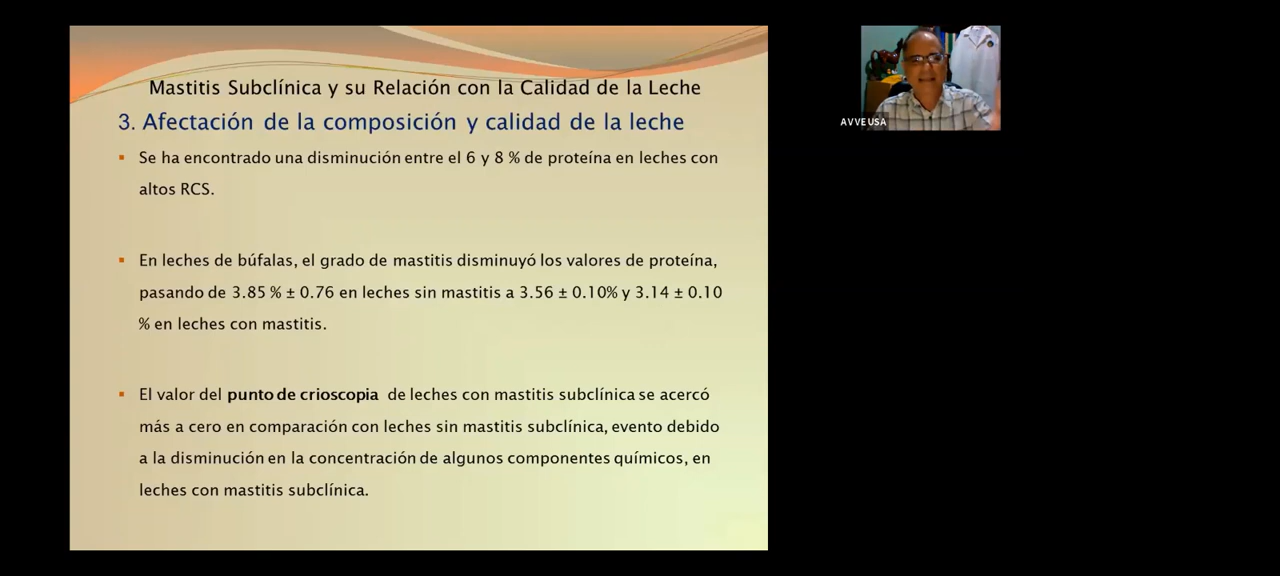 Mastitis Subclínica y su Relación con la Calidad de la Leche
3. Afectación de la composición y calidad de la leche
▪ Se ha encontrado una disminución entre el 6 y 8 % de proteína en leches con
altos RCS.
▪ En leches de búfalas, el grado de mastitis disminuyó los valores de proteína,
pasando de 3.85 % ± 0.76 en leches sin mastitis a 3.56 ± 0.10% y 3.14 ± 0.10
% en leches con mastitis.
▪ El valor del punto de crioscopia de leches con mastitis subclínica se acercó
más a cero en comparación con leches sin mastitis subclínica, evento debido
a la disminución en la concentración de algunos componentes químicos, en
leches con mastitis subclínica.
AVVEUSA